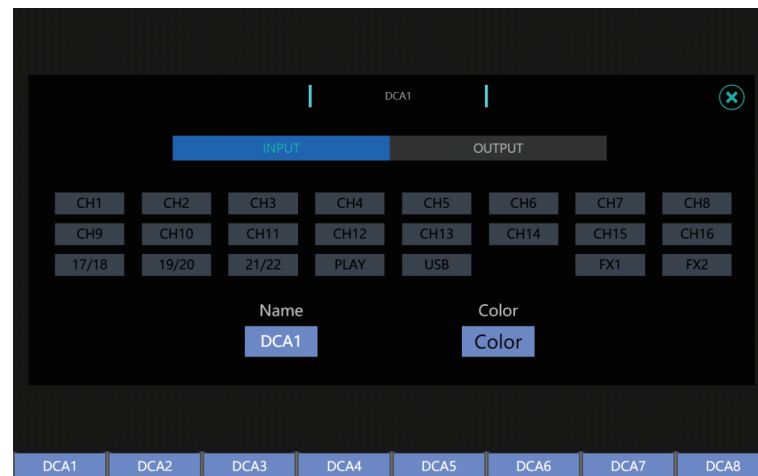 DCA1
INPUT OUTPUT
CH1 CH2 CH3 CH4 CH5 CH6 CH7 CH8
CH9 CH10 CH11 CH12 CH13 CH14 CH15 CH16
17/18 19/20 21/22 PLAY USB FX1 FX2
Name Color
DCA1 Color
DCA1 DCA2 DCA3 DCA4 DCA5 DCA6 DCA7 DCA8